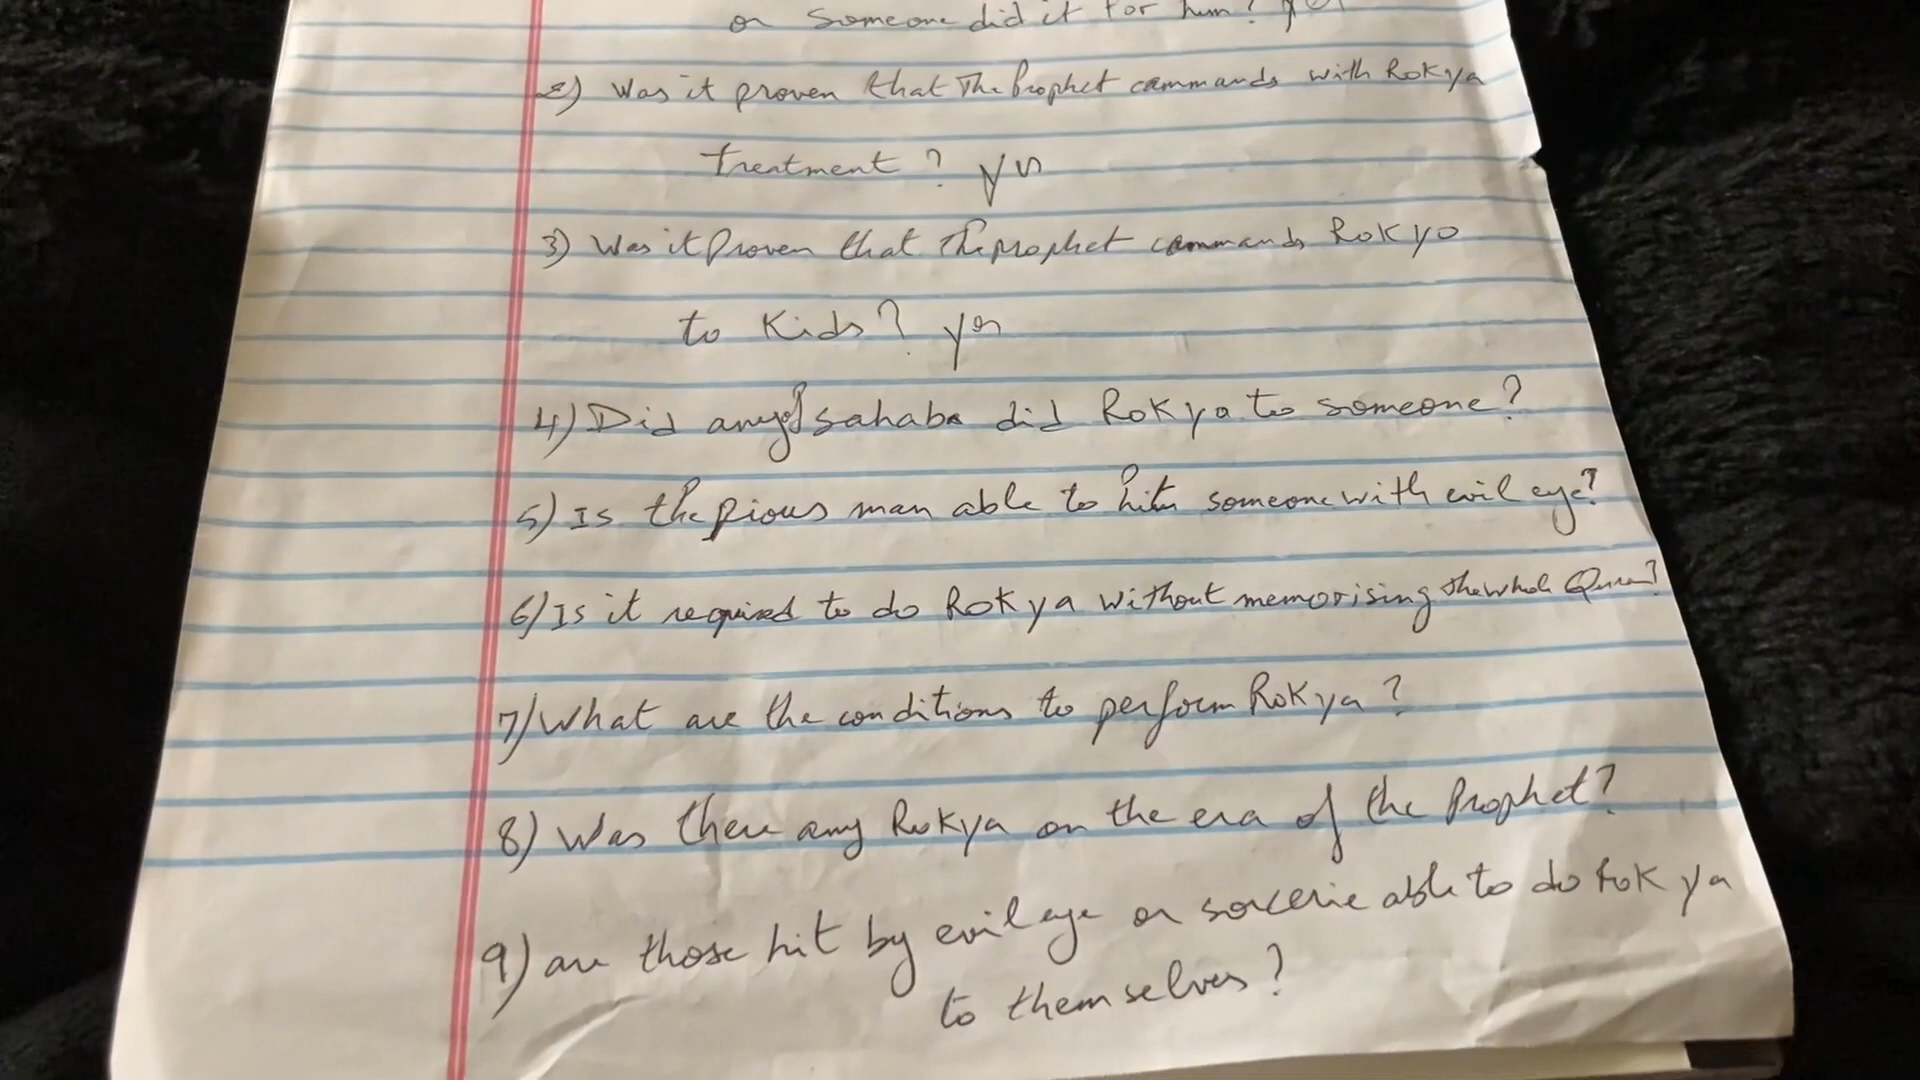 or someone did it for him? yes
2) Was it proven that The Prophet commands with Rokya
Treatment? yes
3) Was it Proven that The prophet commands Rokya
to Kids? yes
4) Did any of sahaba did Rokya to someone?
5) Is the pious man able to hit someone with evil eye?
6) Is it required to do Rokya without memorising the whole Quran?
7) What are the conditions to perform Rokya?
8) Was there any Rokya on the era of the Prophet?
9) are those hit by evil eye or sorcerie able to do Rokya
to themselves?